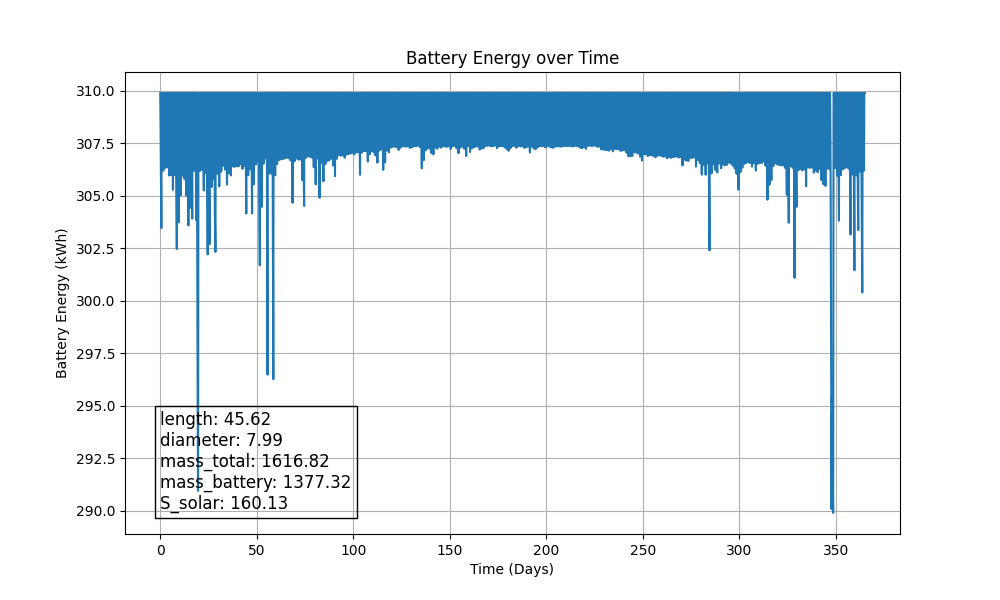 Battery Energy over Time
310.0
307.5
305.0
302.5
300.0
297.5
295.0
292.5
290.0
Battery Energy (kWh)
length: 45.62
diameter: 7.99
mass_total: 1616.82
mass_battery: 1377.32
S_solar: 160.13
0 50 100 150 200 250 300 350
Time (Days)